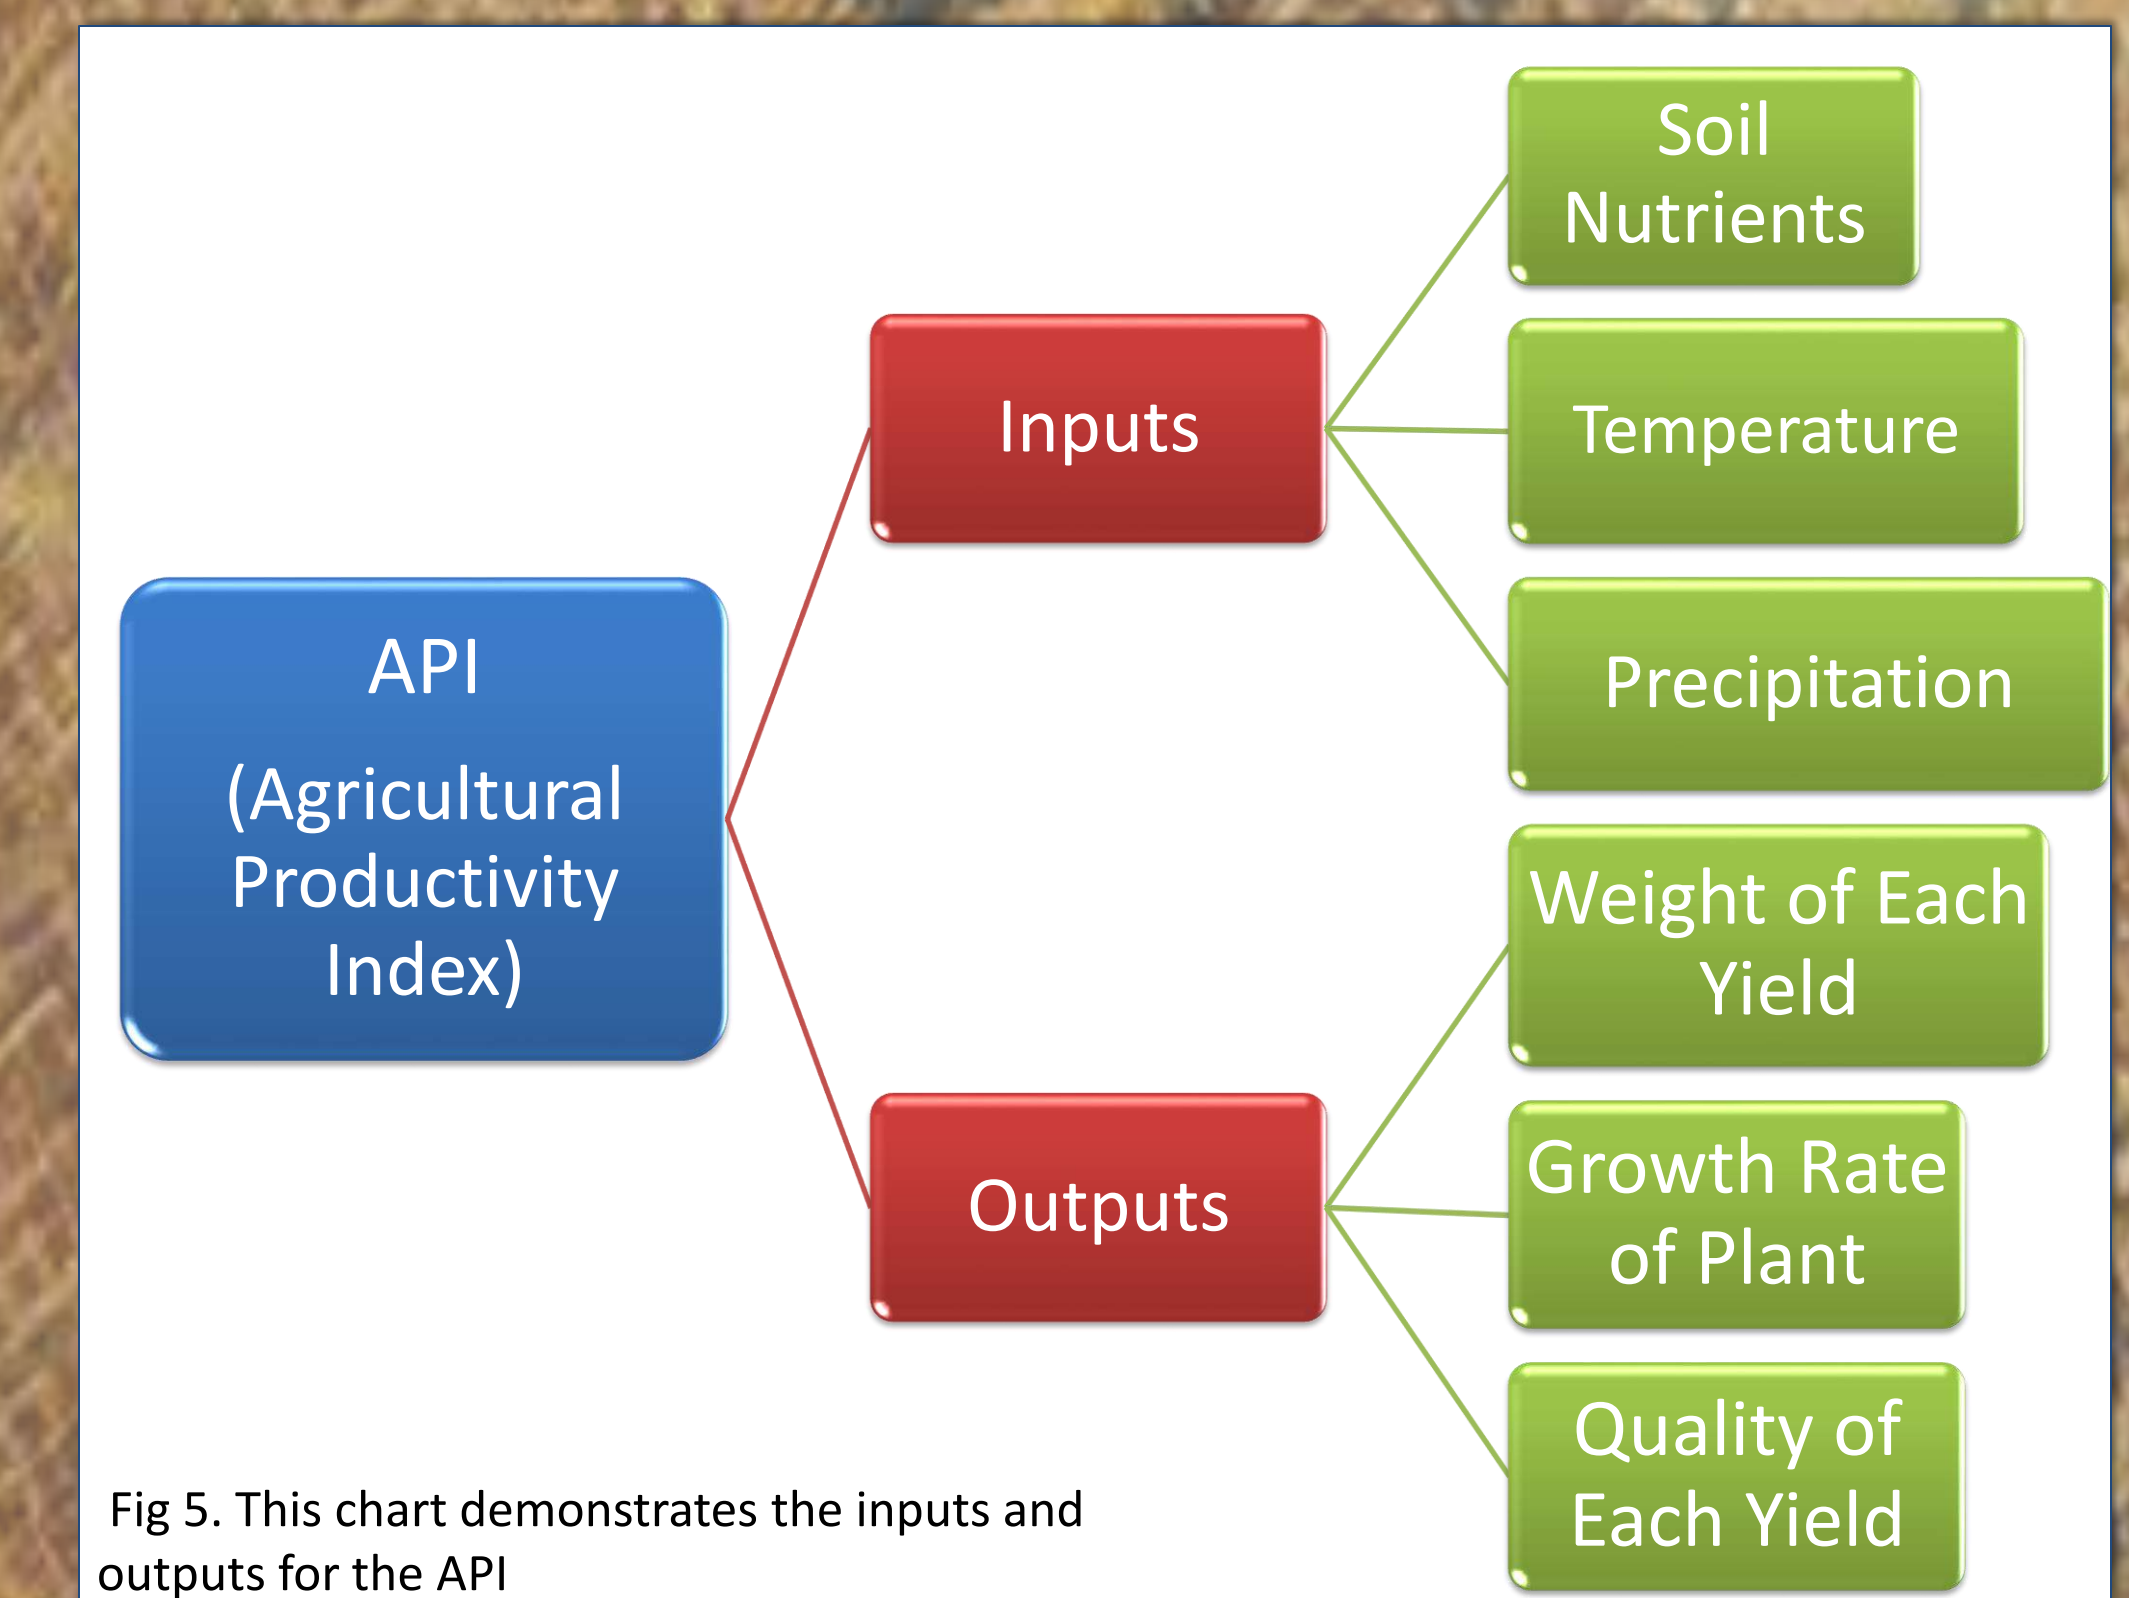 Soil
Nutrients
Inputs
Temperature
Precipitation
API
(Agricultural
Productivity
Index)
Weight of Each
Yield
Outputs
Growth Rate
of Plant
Quality of
Each Yield
Fig 5. This chart demonstrates the inputs and
outputs for the API